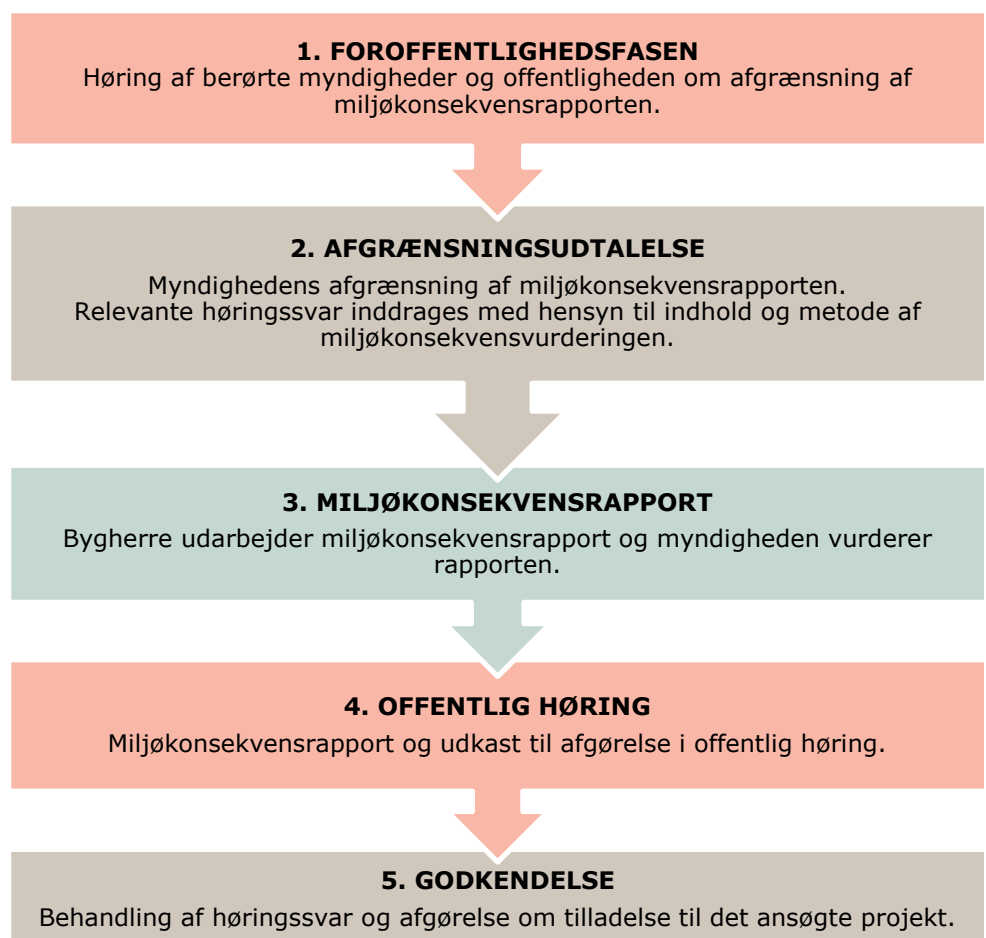 1. FOROFFENTLIGHEDSFASEN
Høring af berørte myndigheder og offentligheden om afgrænsning af
miljøkonsekvensrapporten.
2. AFGRÆNSNINGSUDTALELSE
Myndighedens afgrænsning af miljøkonsekvensrapporten.
Relevante høringssvar inddrages med hensyn til indhold og metode af
miljøkonsekvensvurderingen.
3. MILJØKONSEKVENSRAPPORT
Bygherre udarbejder miljøkonsekvensrapport og myndigheden vurderer
rapporten.
4. OFFENTLIG HØRING
Miljøkonsekvensrapport og udkast til afgørelse i offentlig høring.
5. GODKENDELSE
Behandling af høringssvar og afgørelse om tilladelse til det ansøgte projekt.